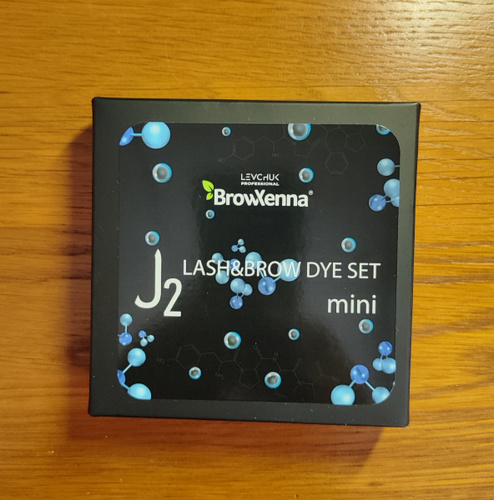 LEVCHUK
PROFESSIONAL
BrowXenna®
J2 LASH&BROW DYE SET
mini